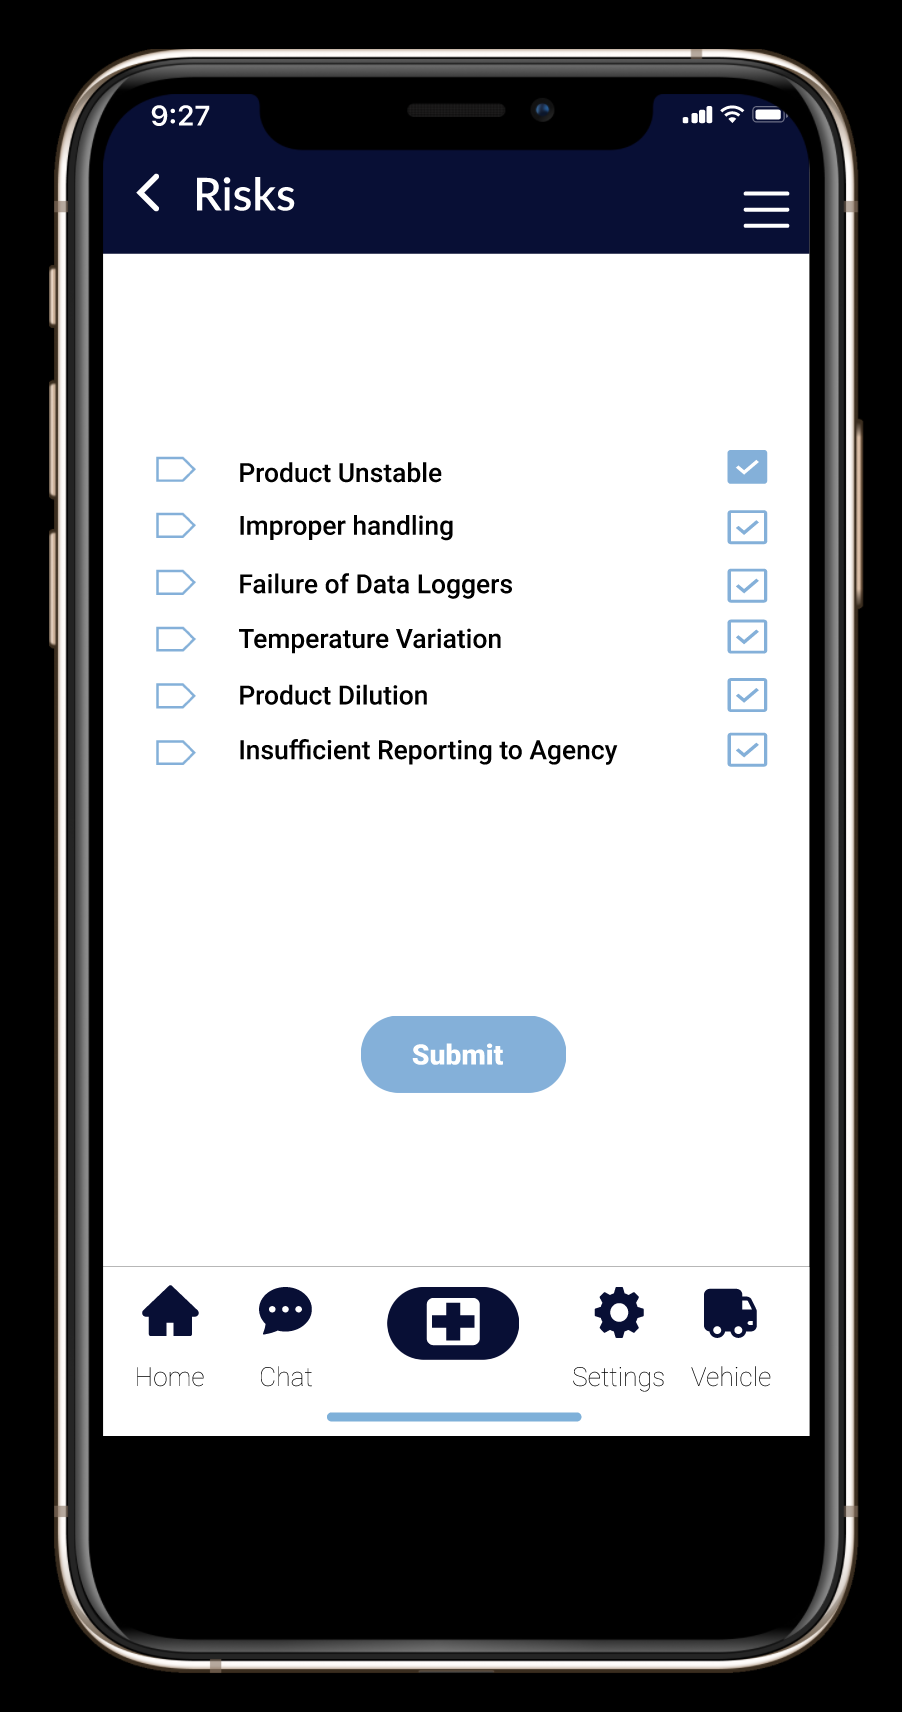 9:27
Risks
Product Unstable
Improper handling
Failure of Data Loggers
Temperature Variation
Product Dilution
Insufficient Reporting to Agency
Submit
Home Chat Settings Vehicle